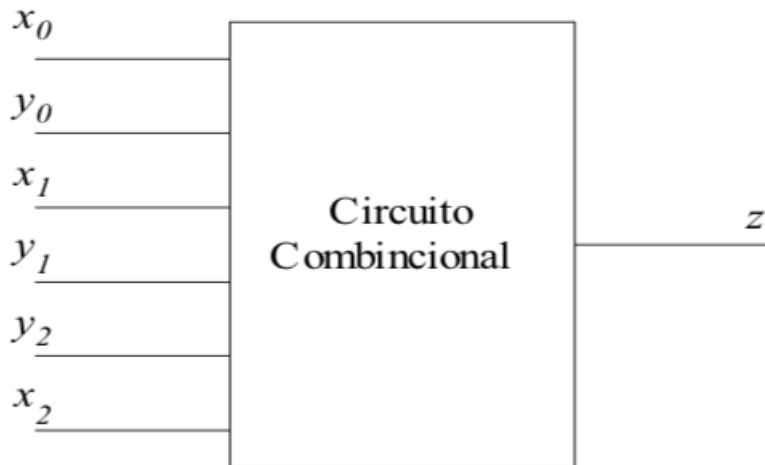 x₀
y₀
x₁
y₁
y₂
x₂
Circuito
Combincional
z